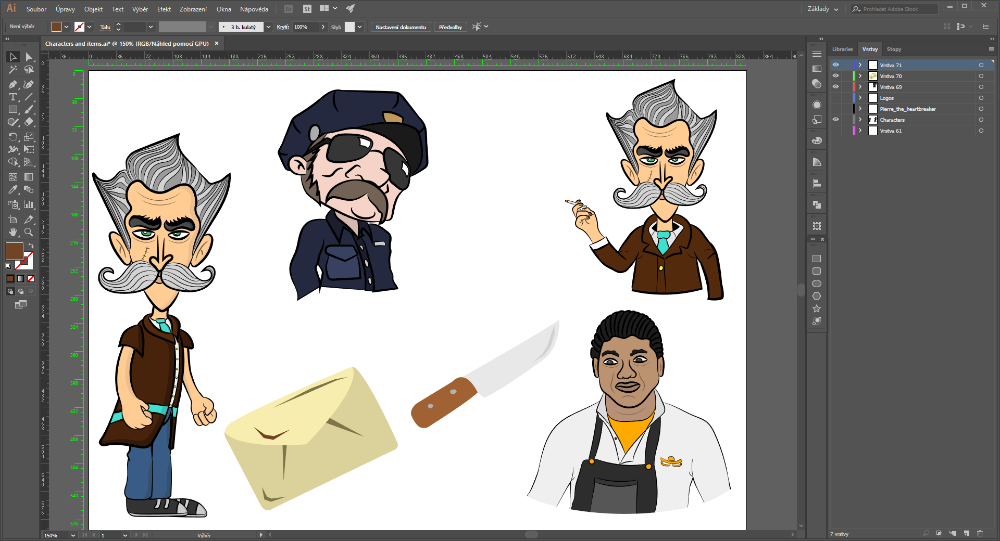 Ai Soubor Úpravy Objekt Text Výběr Efekt Zobrazení Okna Nápověda Br St Základy Prohledat Adobe Stock
Není výběr Tah: 3 b. kulatý Krytí: 100% Styl: Nastavení dokumentu Předvolby
Characters and items.ai* @ 150% (RGB/Náhled pomocí GPU)
36 0 36 72 108 144 180 216 252 288 324 360 396 432 468 504 540 576 612 648 684 720 756 792 828 864 90
0
36
72
108
144
180
216
252
288
324
360
396
432
468
504
540
576
Libraries Vrstvy Stopy
Vrstva 71
Vrstva 70
Vrstva 69
Logos
Pierre_the_heartbreaker
Characters
Vrstva 61
150% 1 Výběr
7 vrstvy